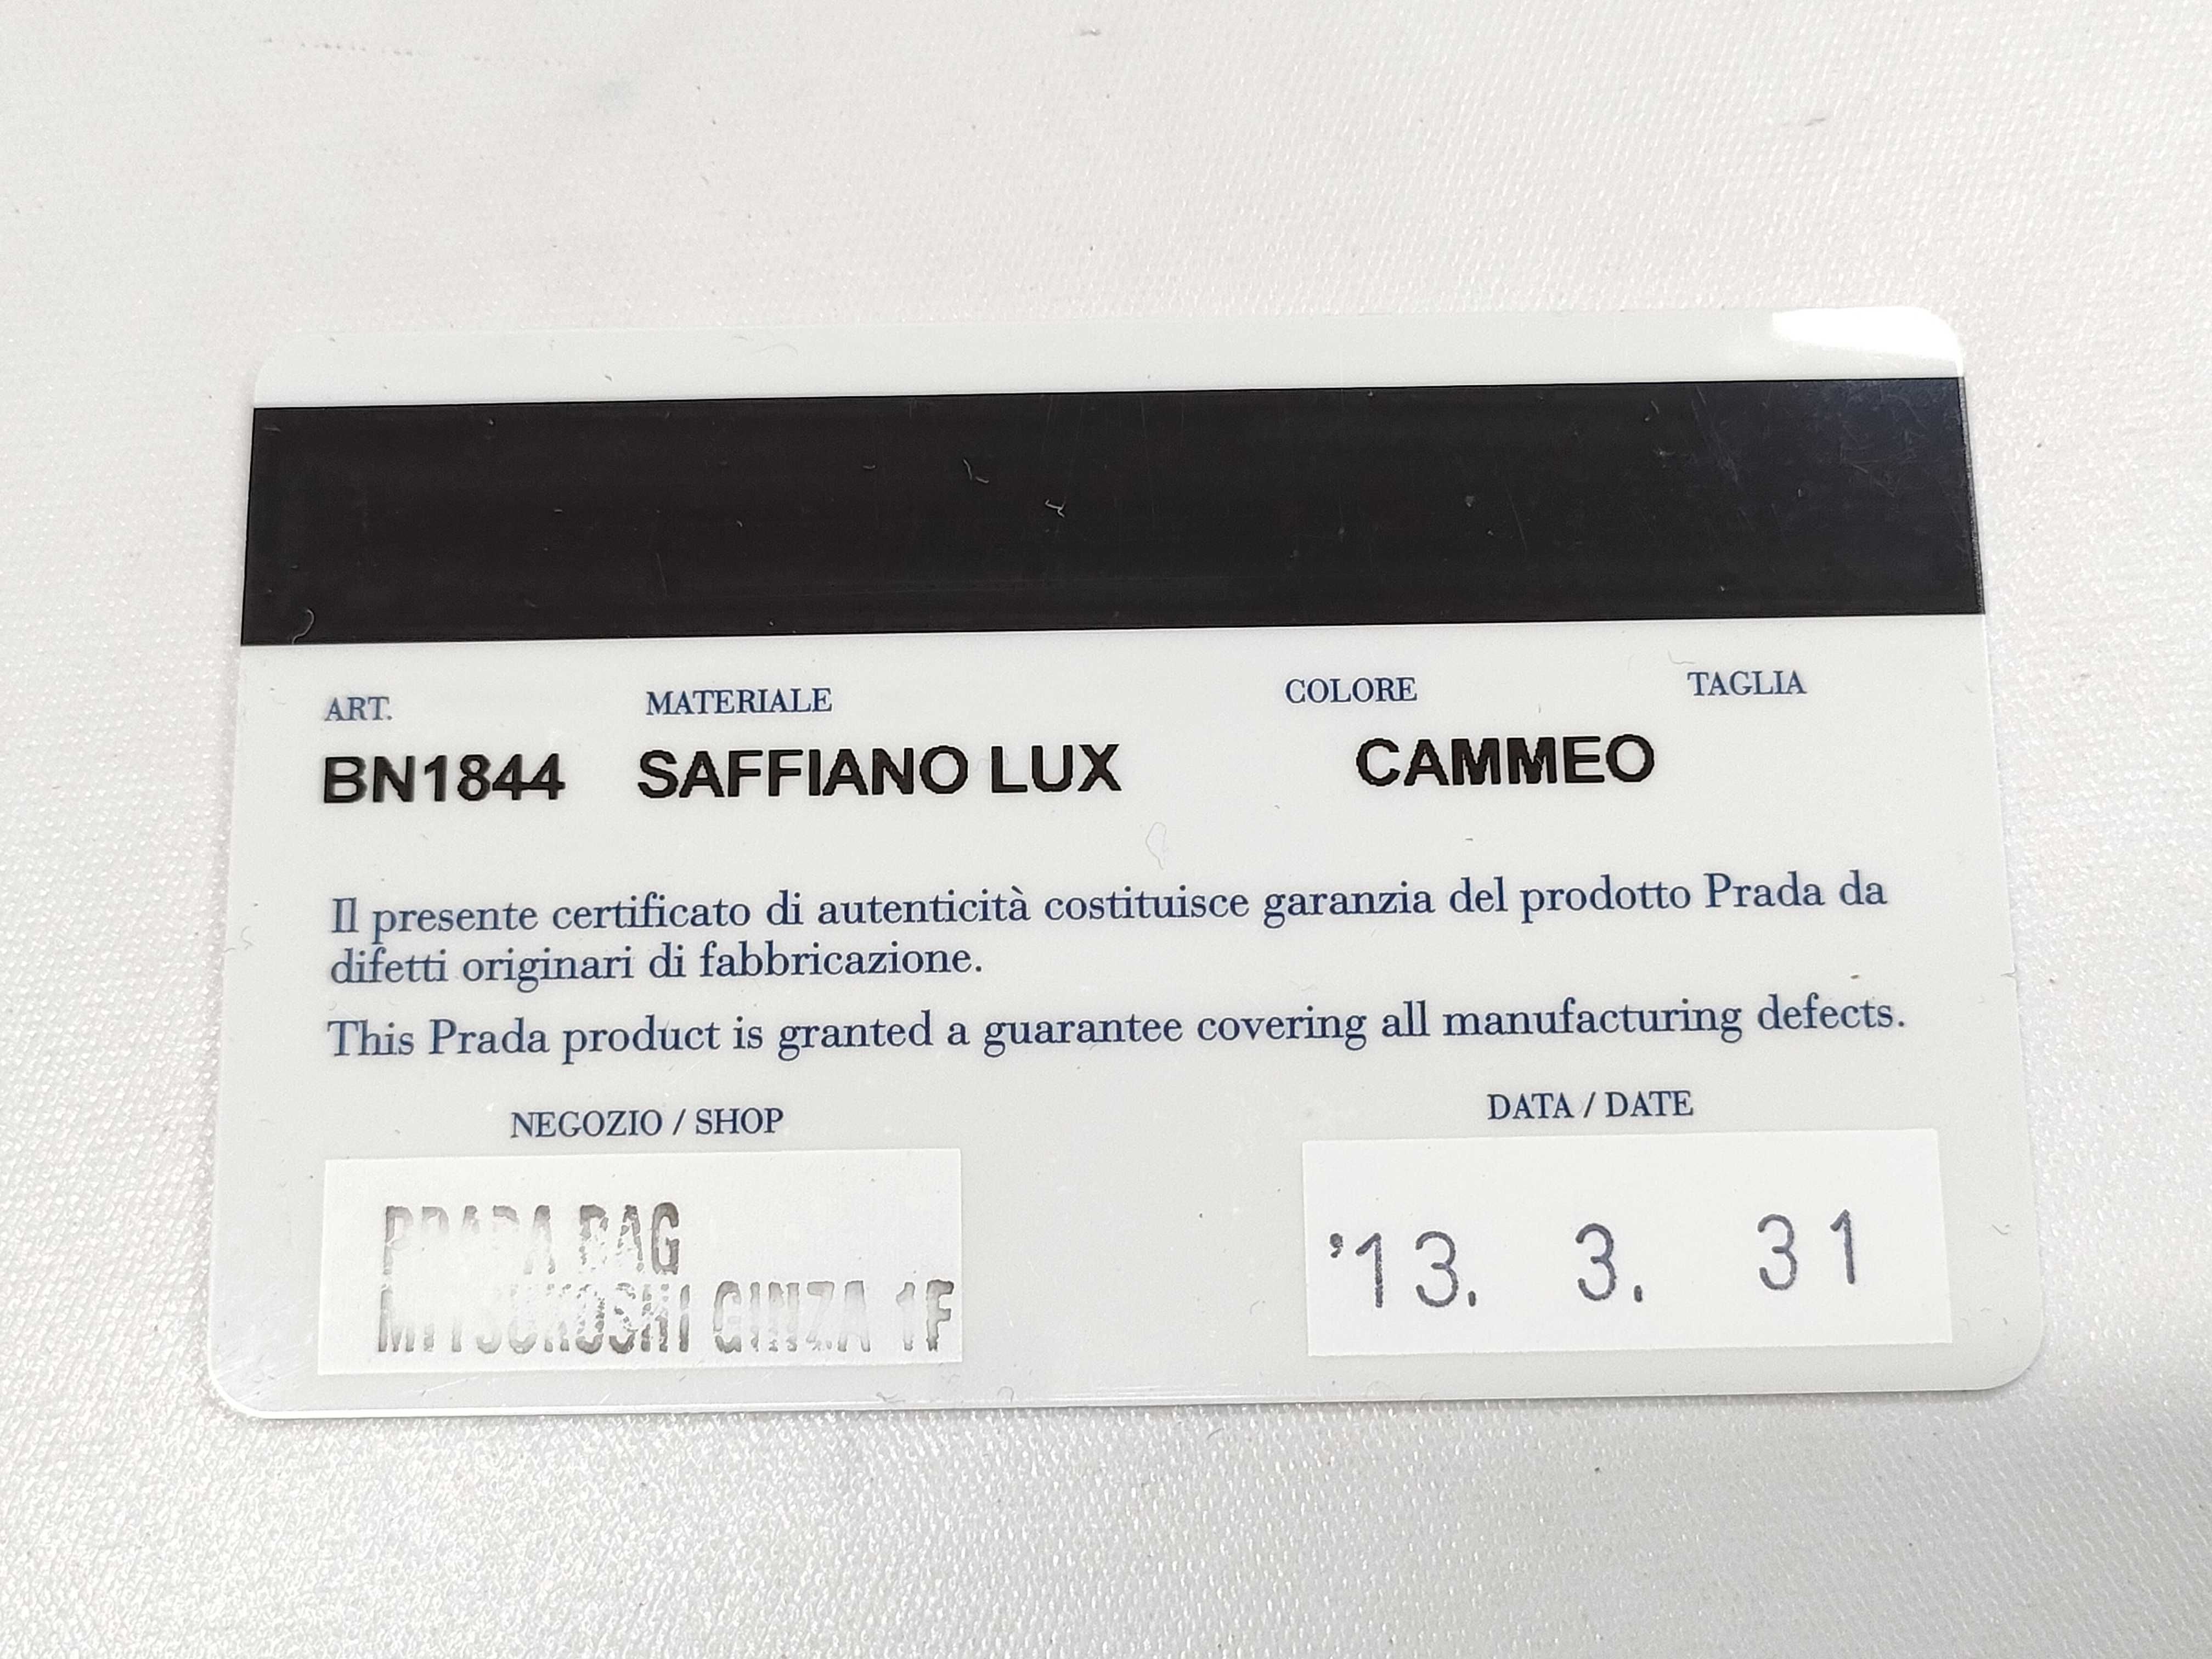 ART. MATERIALE COLORE TAGLIA
BN1844 SAFFIANO LUX CAMMEO
Il presente certificato di autenticità costituisce garanzia del prodotto Prada da
difetti originari di fabbricazione.
This Prada product is granted a guarantee covering all manufacturing defects.
NEGOZIO / SHOP DATA / DATE
PRADA BAG
MITSUKOSHI GINZA 1F
'13. 3. 31